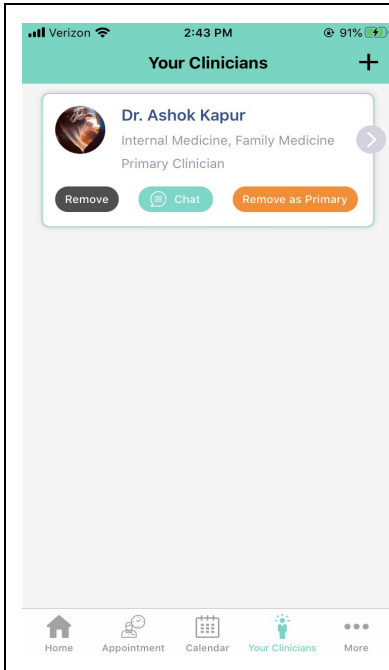 Verizon 2:43 PM 91%
Your Clinicians +
Dr. Ashok Kapur
Internal Medicine, Family Medicine
Primary Clinician
Remove Chat Remove as Primary
Home Appointment Calendar Your Clinicians More